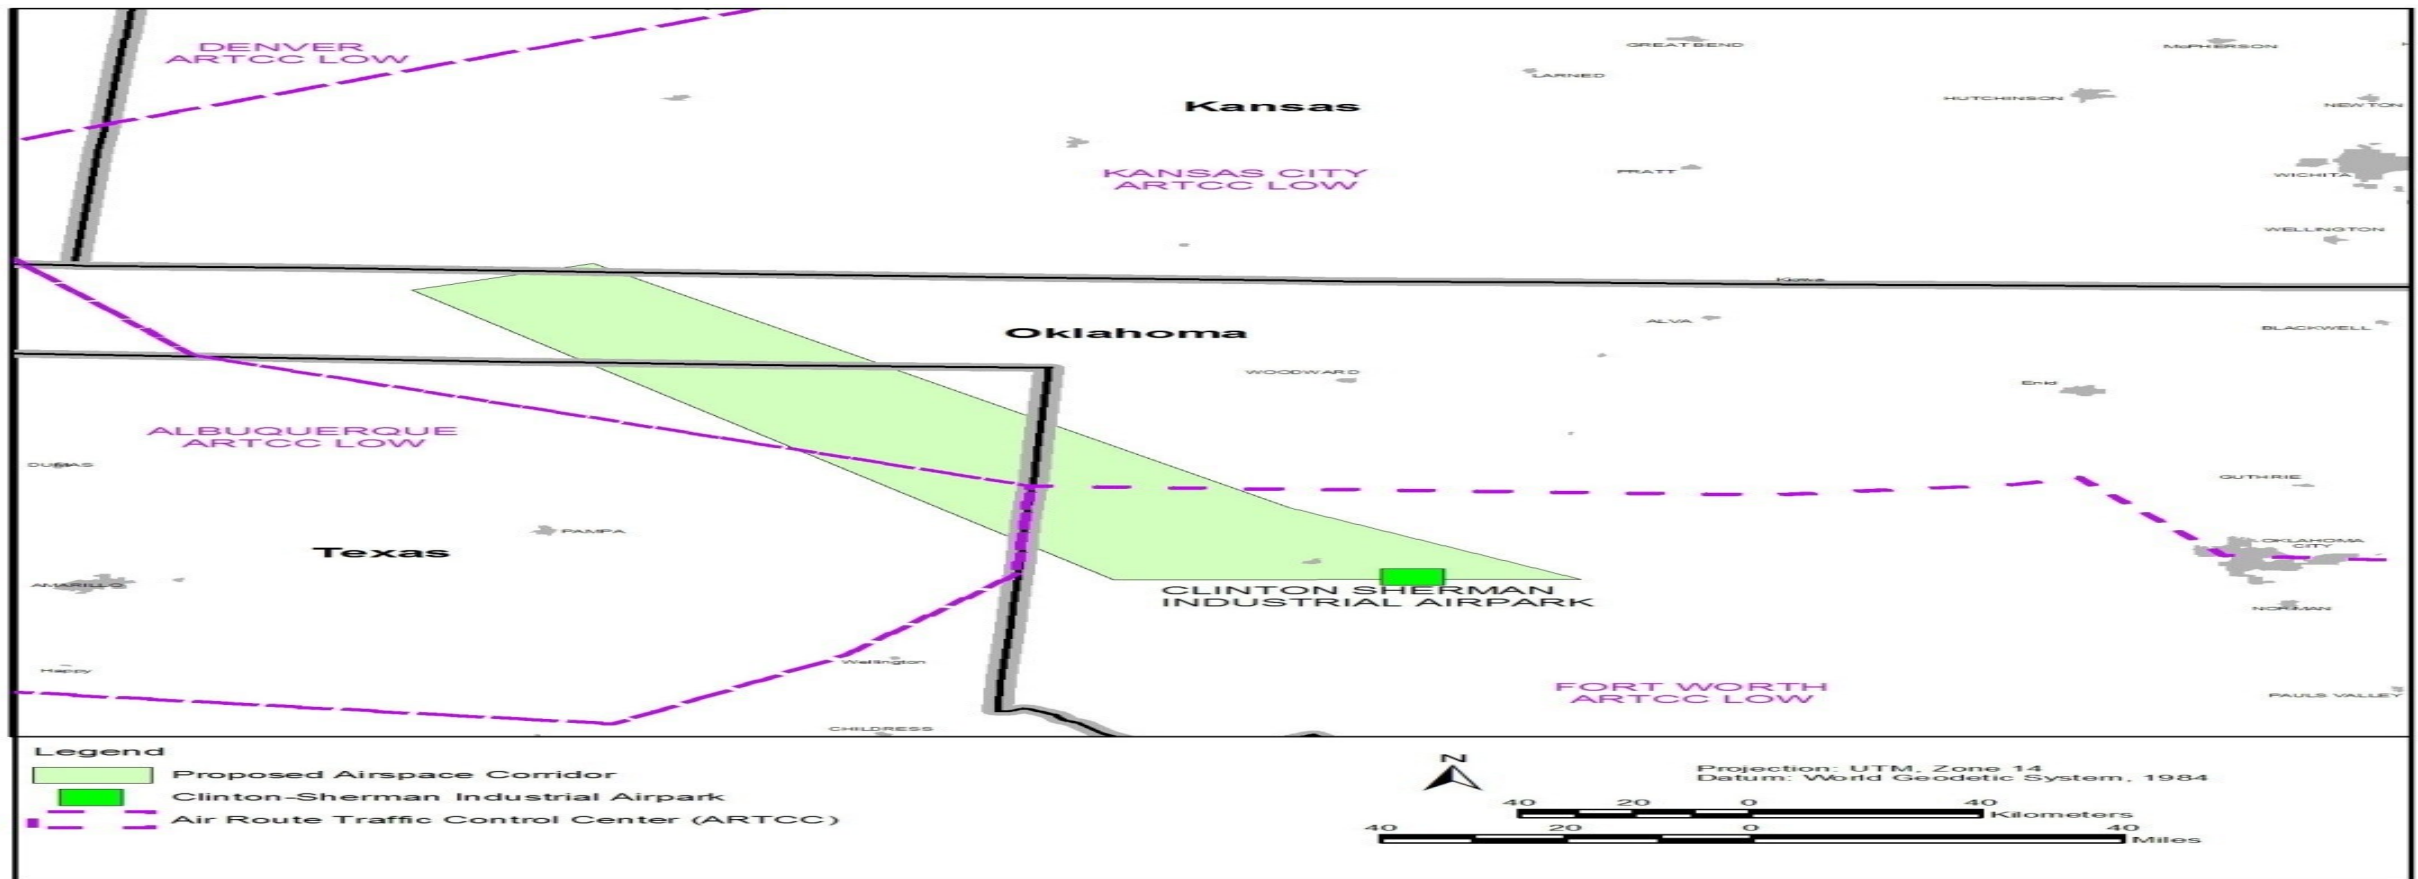 DENVER
ARTCC LOW
GREAT BEND
McPHERSON
LARNED
Kansas
HUTCHINSON
NEWTON
KANSAS CITY
ARTCC LOW
PRATT
WICHITA
WELLINGTON
Kiowa
Oklahoma
ALVA
BLACKWELL
WOODWARD
Enid
ALBUQUERQUE
ARTCC LOW
DUMAS
GUTHRIE
PAMPA
Texas
OKLAHOMA
CITY
AMARILLO
CLINTON SHERMAN
INDUSTRIAL AIRPARK
NORMAN
Happy
Wellington
FORT WORTH
ARTCC LOW
PAULS VALLEY
CHILDRESS
Legend
Proposed Airspace Corridor
Clinton-Sherman Industrial Airpark
Air Route Traffic Control Center (ARTCC)
N
Projection: UTM, Zone 14
Datum: World Geodetic System, 1984
40 20 0 40
Kilometers
40 20 0 40
Miles